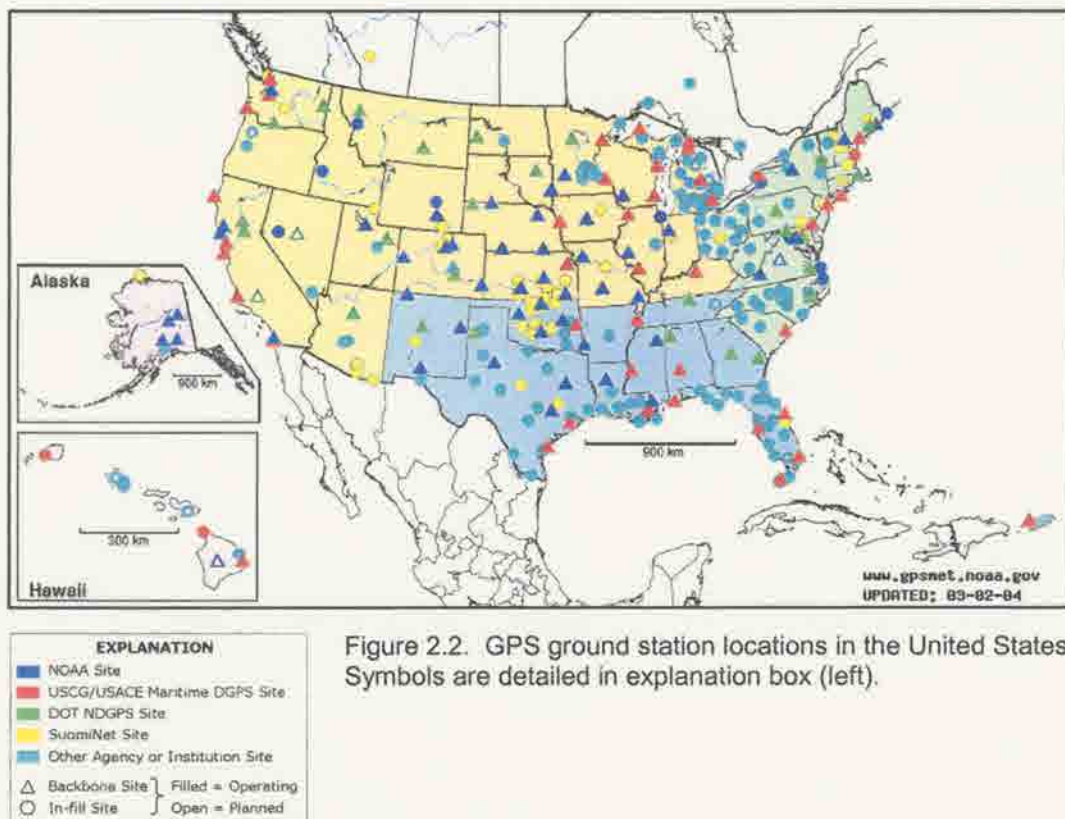 Alaska
900 km
300 km
Hawaii
900 km
www.gpsmet.noaa.gov
UPDATED: 03-02-04
EXPLANATION
NOAA Site
USCG/USACE Maritime DGPS Site
DOT NDGPS Site
SuomiNet Site
Other Agency or Institution Site
Backbone Site
In-fill Site
Filled = Operating
Open = Planned
Figure 2.2. GPS ground station locations in the United States
Symbols are detailed in explanation box (left).